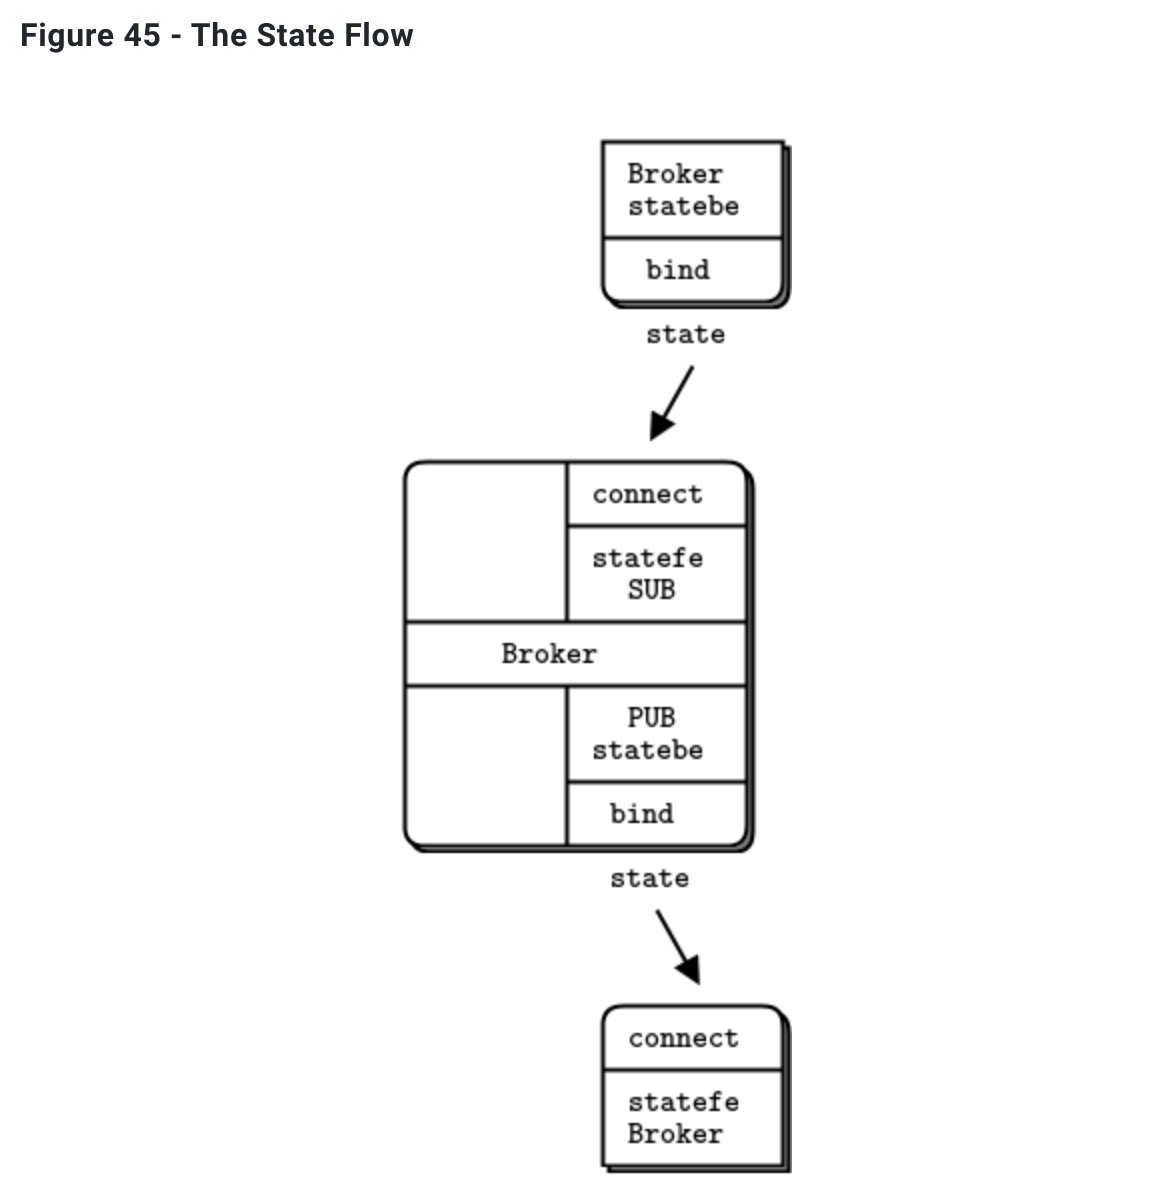 Figure 45 - The State Flow
Broker
statebe
bind
state
connect
statefe
SUB
Broker
PUB
statebe
bind
state
connect
statefe
Broker